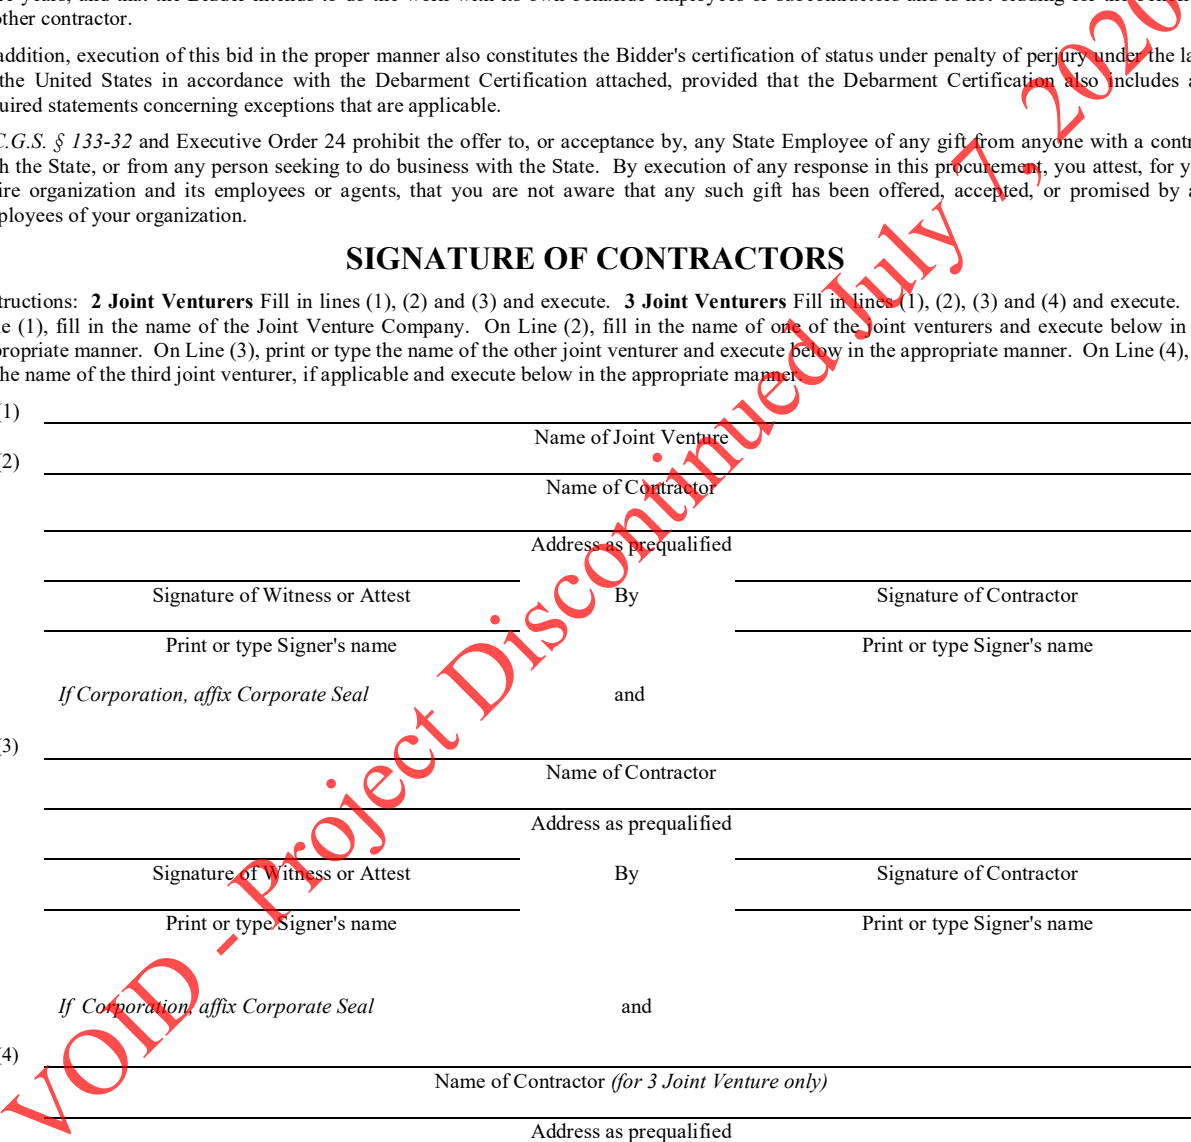 other contractor.
addition, execution of this bid in the proper manner also constitutes the Bidder's certification of status under penalty of perjury under the la
the United States in accordance with the Debarment Certification attached, provided that the Debarment Certification also includes a
uired statements concerning exceptions that are applicable.
C.G.S. § 133-32 and Executive Order 24 prohibit the offer to, or acceptance by, any State Employee of any gift from anyone with a contr
h the State, or from any person seeking to do business with the State. By execution of any response in this procurement, you attest, for y
ire organization and its employees or agents, that you are not aware that any such gift has been offered, accepted, or promised by a
ployees of your organization.
SIGNATURE OF CONTRACTORS
tructions: 2 Joint Venturers Fill in lines (1), (2) and (3) and execute. 3 Joint Venturers Fill in lines (1), (2), (3) and (4) and execute.
e (1), fill in the name of the Joint Venture Company. On Line (2), fill in the name of one of the joint venturers and execute below in
propriate manner. On Line (3), print or type the name of the other joint venturer and execute below in the appropriate manner. On Line (4),
the name of the third joint venturer, if applicable and execute below in the appropriate manner.
(1)
Name of Joint Venture
(2)
Name of Contractor
Address as prequalified
Signature of Witness or Attest By Signature of Contractor
Print or type Signer's name Print or type Signer's name
If Corporation, affix Corporate Seal and
(3)
Name of Contractor
Address as prequalified
Signature of Witness or Attest By Signature of Contractor
Print or type Signer's name Print or type Signer's name
If Corporation, affix Corporate Seal and
(4)
Name of Contractor (for 3 Joint Venture only)
Address as prequalified
VOID - Project Discontinued July 7, 2020